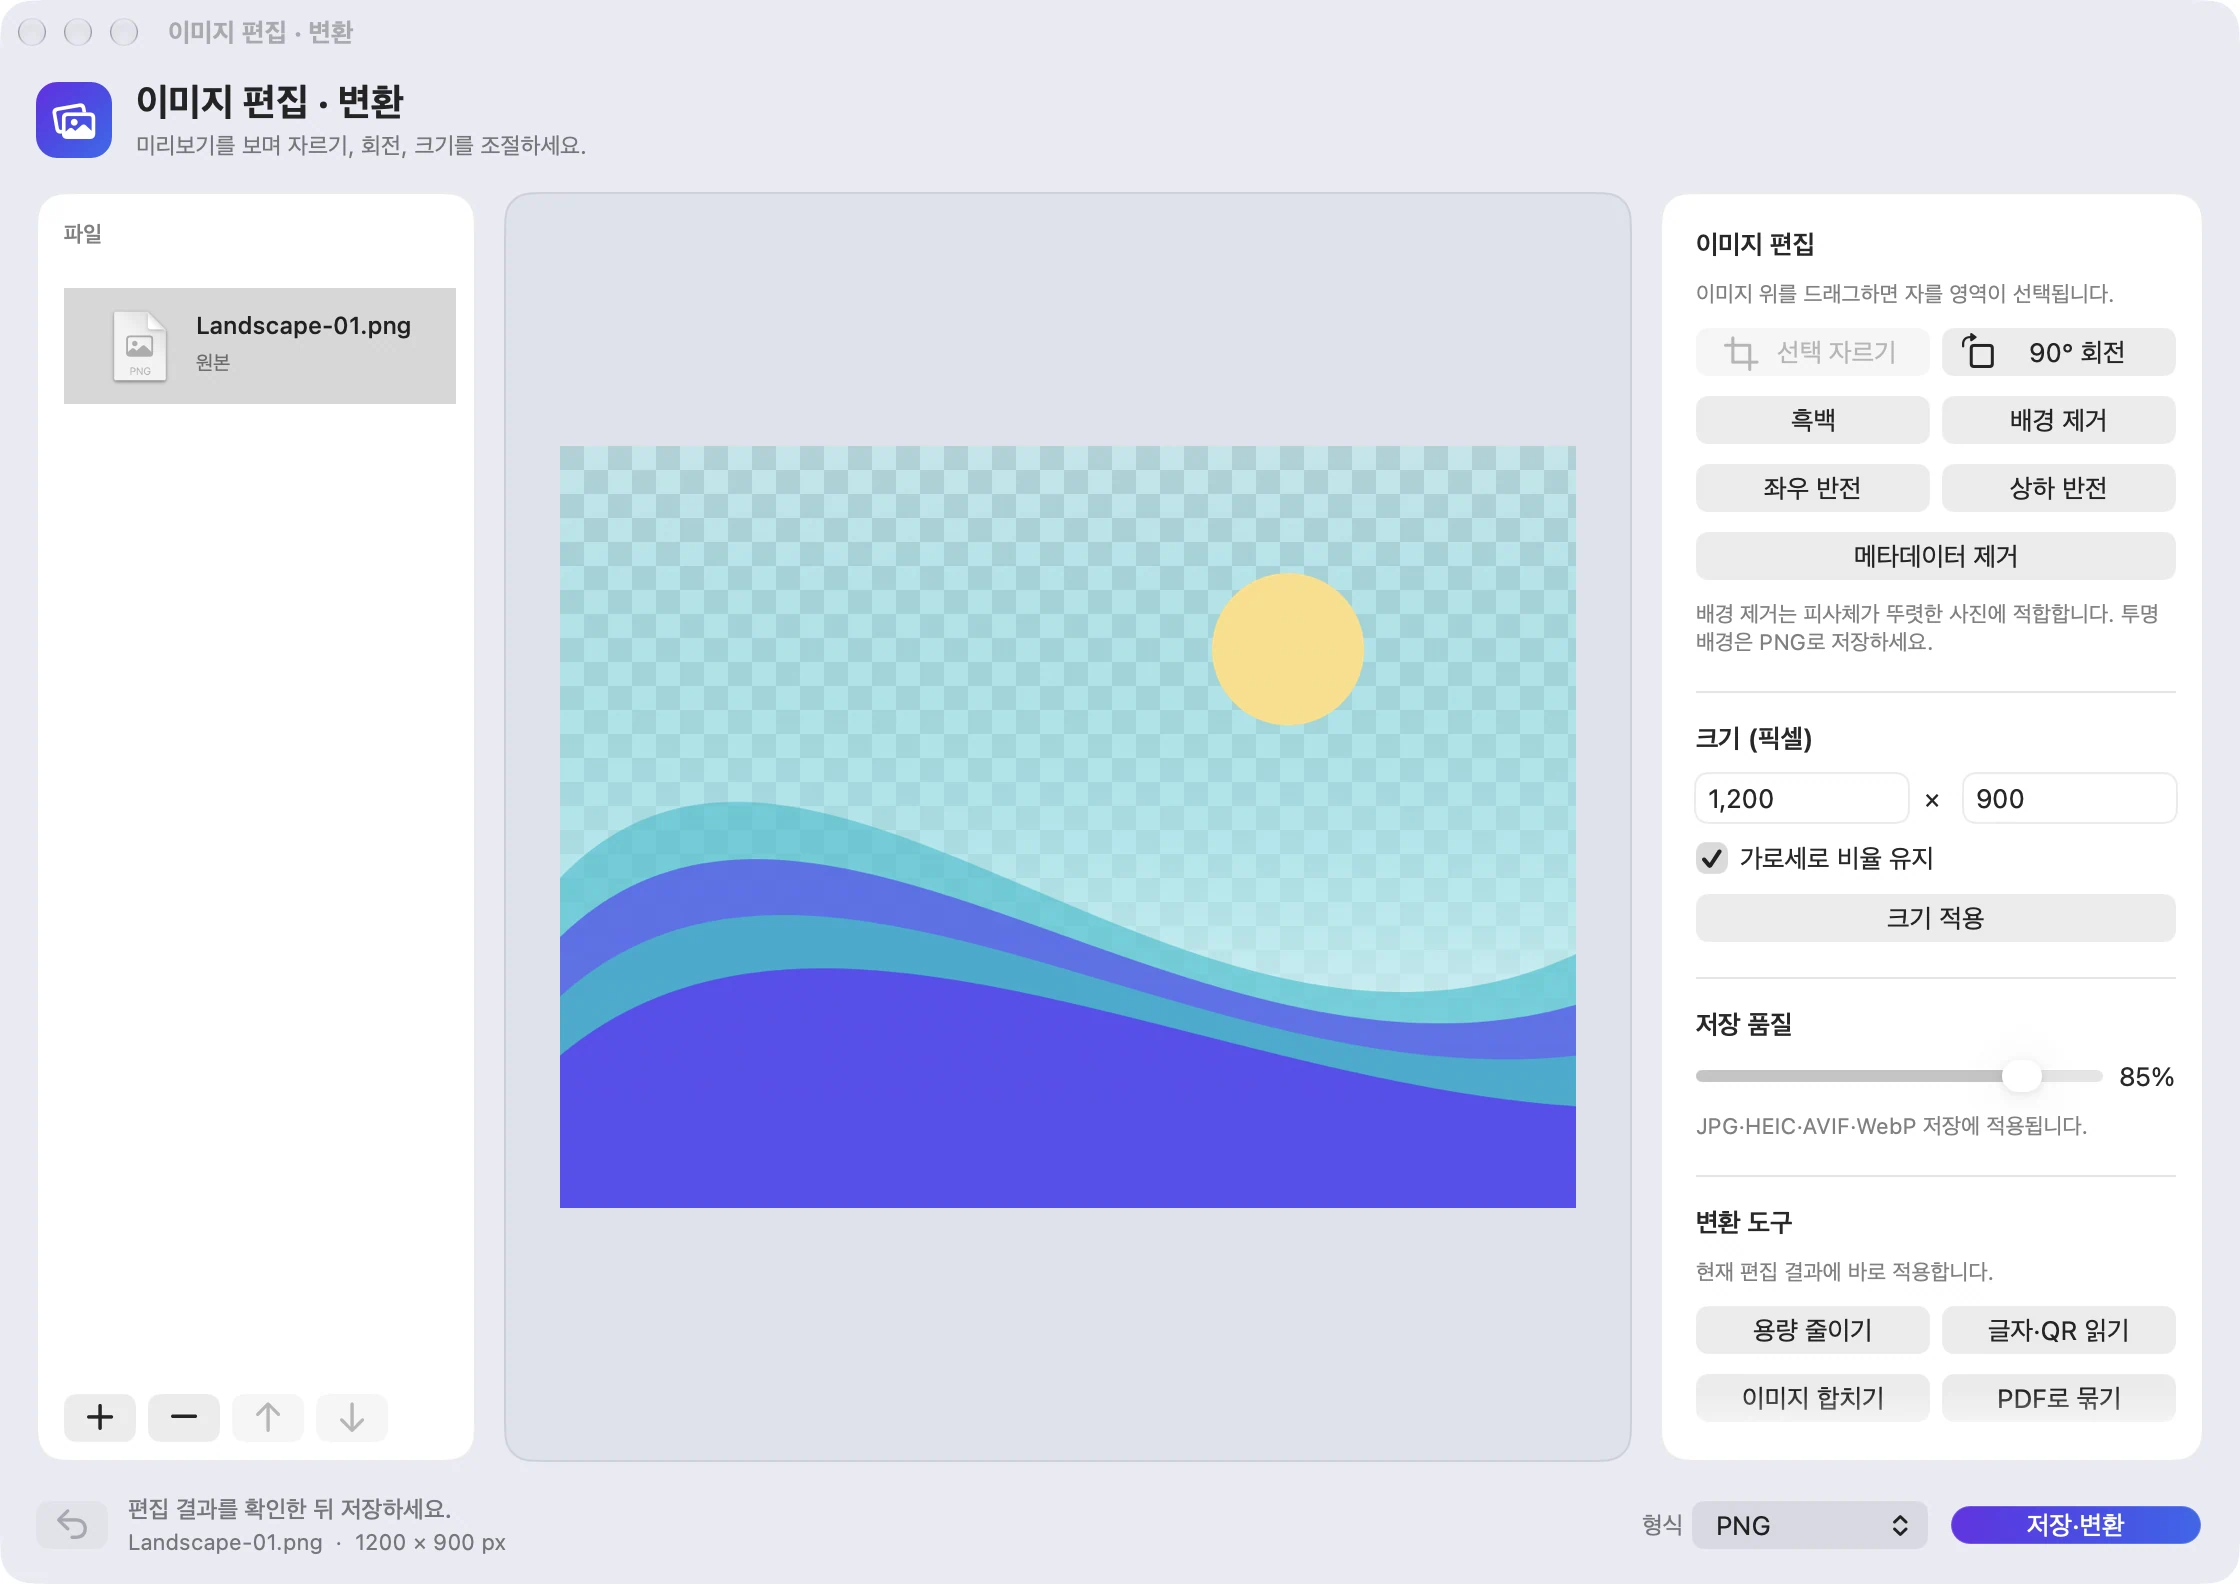 이미지 편집 · 변환
이미지 편집 · 변환
미리보기를 보며 자르기, 회전, 크기를 조절하세요.
파일
Landscape-01.png
원본
PNG
이미지 편집
이미지 위를 드래그하면 자를 영역이 선택됩니다.
선택 자르기
90° 회전
흑백
배경 제거
좌우 반전
상하 반전
메타데이터 제거
배경 제거는 피사체가 뚜렷한 사진에 적합합니다. 투명
배경은 PNG로 저장하세요.
크기 (픽셀)
1,200 × 900
가로세로 비율 유지
크기 적용
저장 품질
85%
JPG·HEIC·AVIF·WebP 저장에 적용됩니다.
변환 도구
현재 편집 결과에 바로 적용합니다.
용량 줄이기
글자·QR 읽기
이미지 합치기
PDF로 묶기
편집 결과를 확인한 뒤 저장하세요.
Landscape-01.png · 1200 × 900 px
형식
PNG
저장·변환